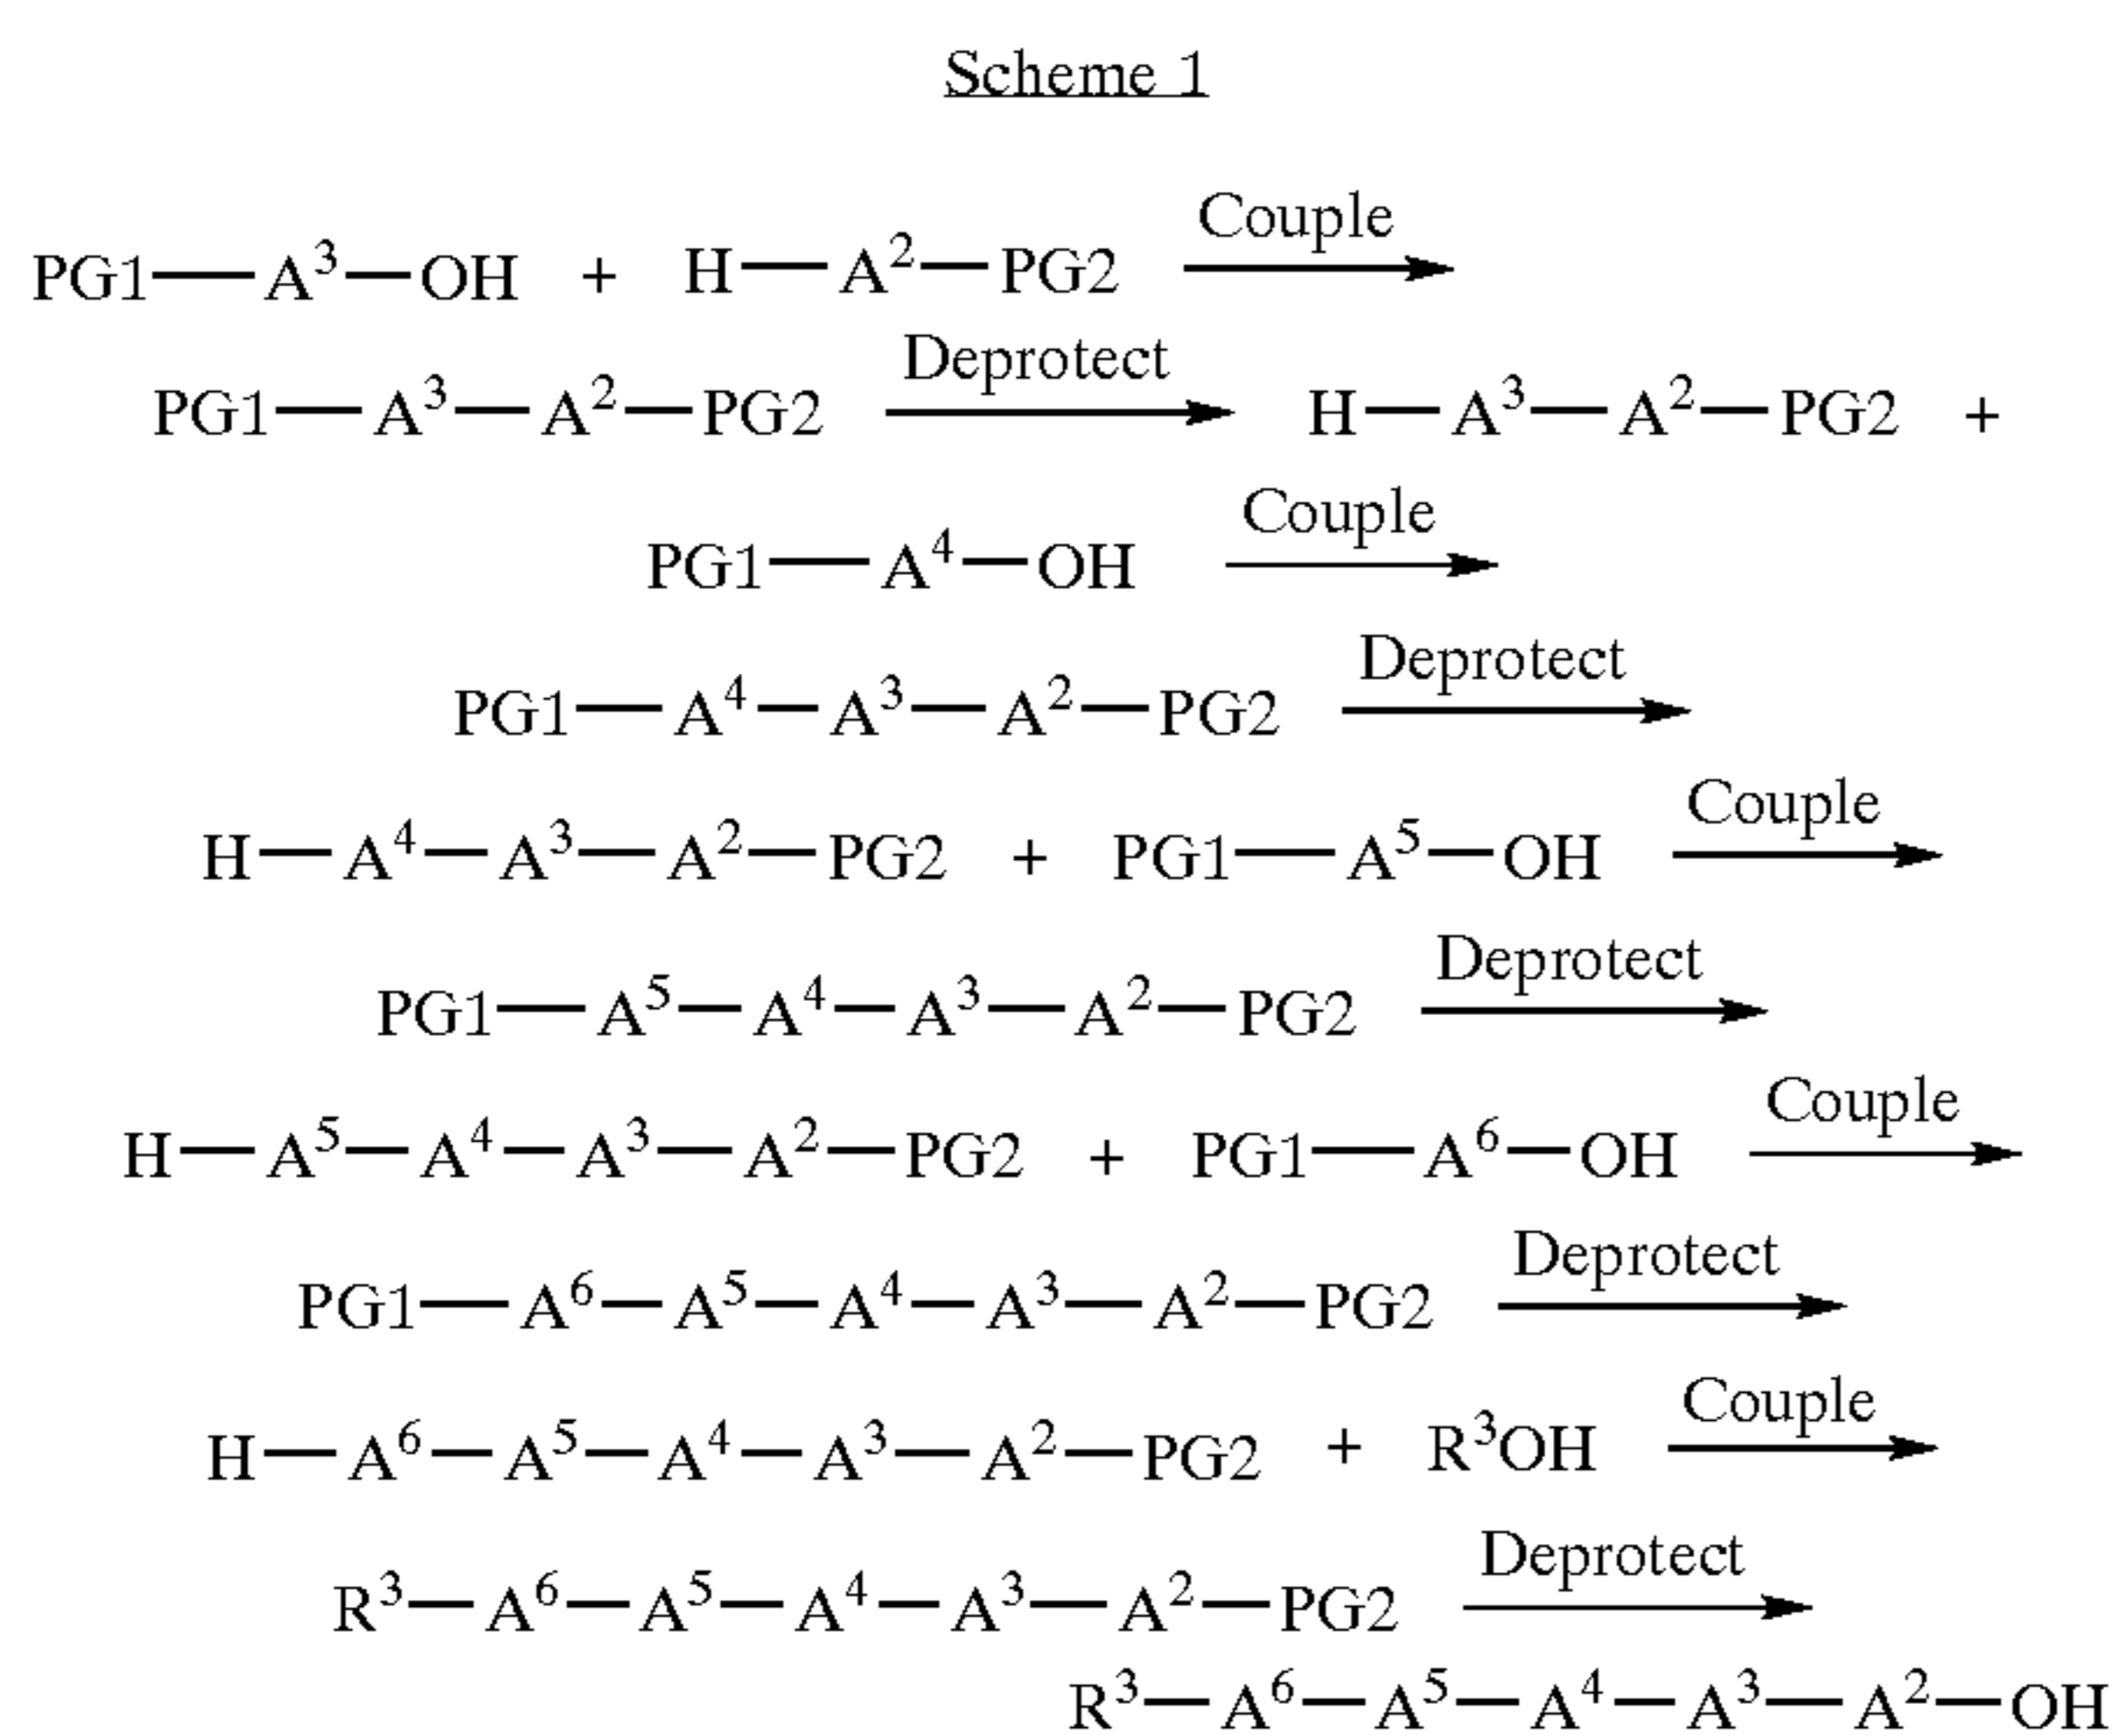 Scheme 1
Couple
PG1—A³—OH + H—A²—PG2
Deprotect
PG1—A³—A²—PG2 H—A³—A²—PG2 +
Couple
PG1—A⁴—OH
Deprotect
PG1—A⁴—A³—A²—PG2
Couple
H—A⁴—A³—A²—PG2 + PG1—A⁵—OH
Deprotect
PG1—A⁵—A⁴—A³—A²—PG2
Couple
H—A⁵—A⁴—A³—A²—PG2 + PG1—A⁶—OH
Deprotect
PG1—A⁶—A⁵—A⁴—A³—A²—PG2
Couple
H—A⁶—A⁵—A⁴—A³—A²—PG2 + R³OH
Deprotect
R³—A⁶—A⁵—A⁴—A³—A²—PG2
R³—A⁶—A⁵—A⁴—A³—A²—OH